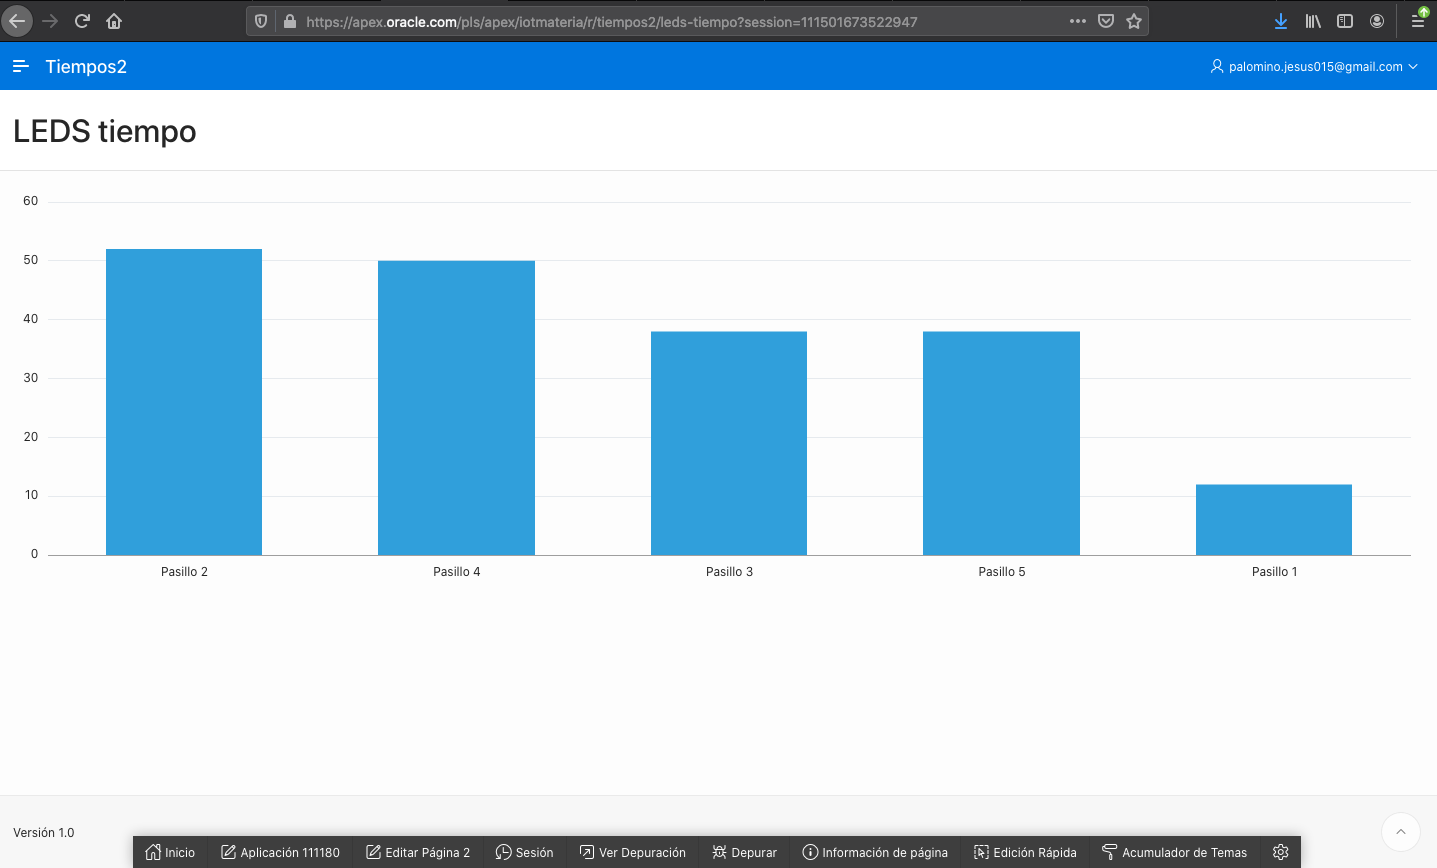 https://apex.oracle.com/pls/apex/iotmateria/r/tiempos2/leds-tiempo?session=111501673522947
Tiempos2
palomino.jesus015@gmail.com
LEDS tiempo
60
50
40
30
20
10
0
Pasillo 2 Pasillo 4 Pasillo 3 Pasillo 5 Pasillo 1
Versión 1.0
Inicio Aplicación 111180 Editar Página 2 Sesión Ver Depuración Depurar Información de página Edición Rápida Acumulador de Temas